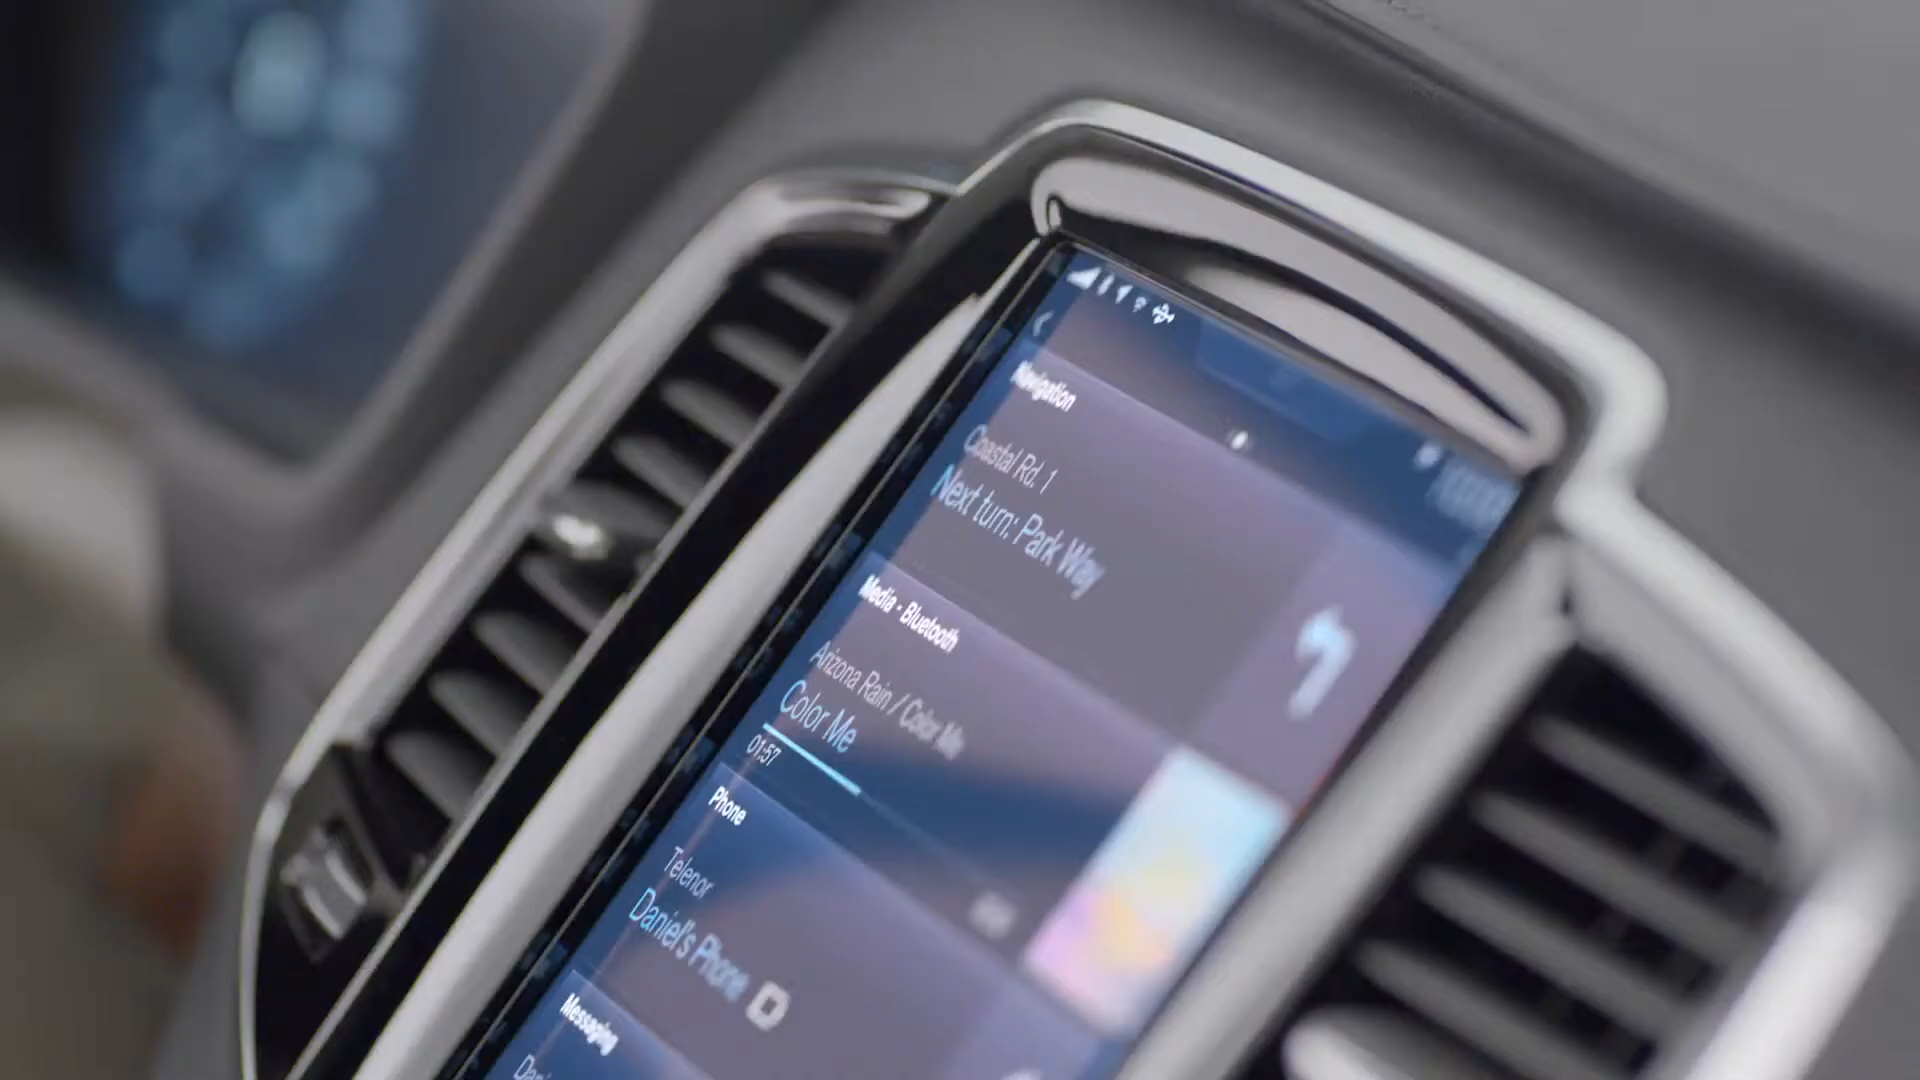 Navigation
Coastal Rd. 1
Next turn: Park Way
Media - Bluetooth
Arizona Rain / Color Me
Color Me
01:57
Phone
Telenor
Daniel's Phone
Messaging